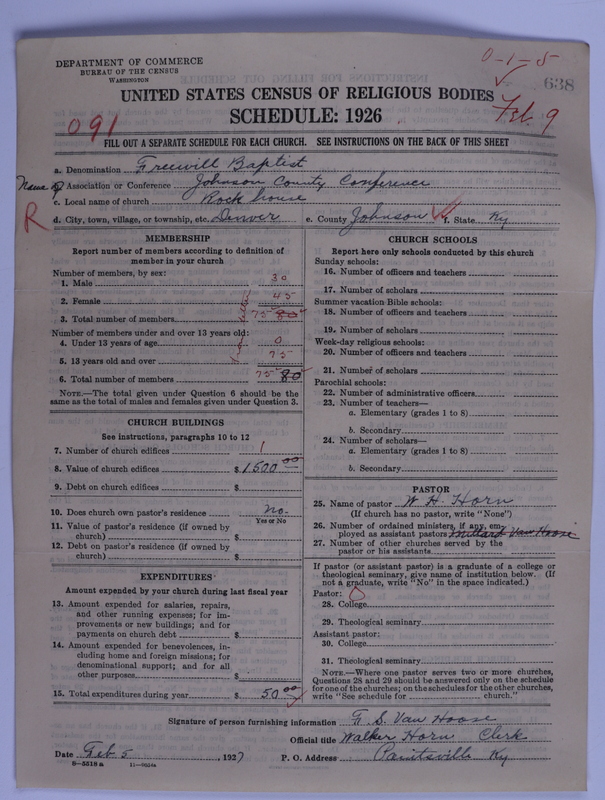 DEPARTMENT OF COMMERCE
BUREAU OF THE CENSUS
WASHINGTON
0-1-5
638
UNITED STATES CENSUS OF RELIGIOUS BODIES
SCHEDULE: 1926
Feb. 9
091
FILL OUT A SEPARATE SCHEDULE FOR EACH CHURCH. SEE INSTRUCTIONS ON THE BACK OF THIS SHEET
a. Denomination Freewill Baptist
Name of b. Association or Conference Johnson County Conference
c. Local name of church Rock house
R d. City, town, village, or township, etc. Denver e. County Johnson f. State Ky
MEMBERSHIP
Report number of members according to definition of
member in your church
Number of members, by sex:
1. Male 30
2. Female 45
3. Total number of members 75 80
Number of members under and over 13 years old:
4. Under 13 years of age 0
5. 13 years old and over 75
6. Total number of members 75 80
NOTE.—The total given under Question 6 should be the
same as the total of males and females given under Question 3.
CHURCH BUILDINGS
See instructions, paragraphs 10 to 12
7. Number of church edifices 1
8. Value of church edifices $ 1500 00
9. Debt on church edifices $
10. Does church own pastor's residence no.
Yes or No
11. Value of pastor's residence (if owned by
church) $
12. Debt on pastor's residence (if owned by
church) $
EXPENDITURES
Amount expended by your church during last fiscal year
13. Amount expended for salaries, repairs,
and other running expenses; for im-
provements or new buildings; and for
payments on church debt $
14. Amount expended for benevolences, in-
cluding home and foreign missions; for
denominational support; and for all
other purposes $
15. Total expenditures during year $ 50 00
CHURCH SCHOOLS
Report here only schools conducted by this church
Sunday schools:
16. Number of officers and teachers
17. Number of scholars
Summer vacation Bible schools:
18. Number of officers and teachers
19. Number of scholars
Week-day religious schools:
20. Number of officers and teachers
21. Number of scholars
Parochial schools:
22. Number of administrative officers
23. Number of teachers—
a. Elementary (grades 1 to 8)
b. Secondary
24. Number of scholars—
a. Elementary (grades 1 to 8)
b. Secondary
PASTOR
25. Name of pastor W. H. Horn
(If church has no pastor, write "None")
26. Number of ordained ministers, if any, em-
ployed as assistant pastors Millard Van Hoose
27. Number of other churches served by the
pastor or his assistants
If pastor (or assistant pastor) is a graduate of a college or
theological seminary, give name of institution below. (If
not a graduate, write "No" in the space indicated.)
Pastor: 0
28. College
29. Theological seminary
Assistant pastor:
30. College
31. Theological seminary
NOTE.—Where one pastor serves two or more churches,
Questions 28 and 29 should be answered only on the schedule
for one of the churches; on the schedules for the other churches,
write "See schedule for church."
Signature of person furnishing information F. S. Van Hoose
Official title Walker Horn Clerk
Date Feb 5, 1927 P. O. Address Paintsville Ky
8-5518 a